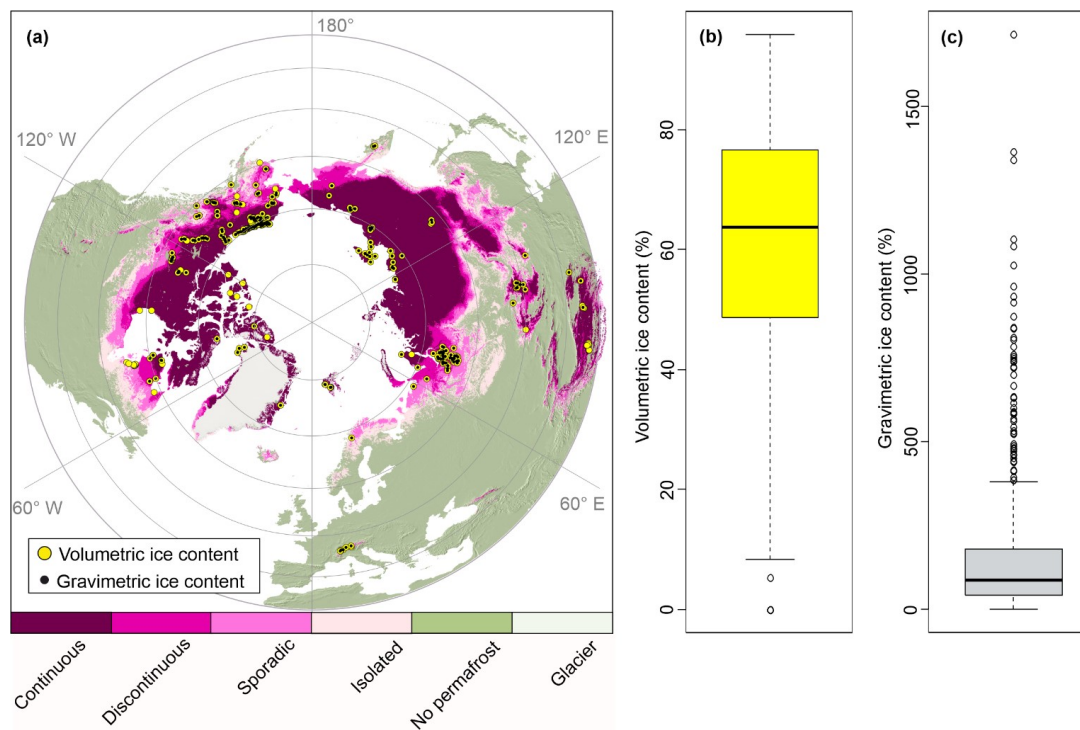 (a)
180°
120° W
120° E
60° W
60° E
Volumetric ice content
Gravimetric ice content
Continuous
Discontinuous
Sporadic
Isolated
No permafrost
Glacier
(b)
Volumetric ice content (%)
80
60
40
20
0
(c)
Gravimetric ice content (%)
1500
1000
500
0